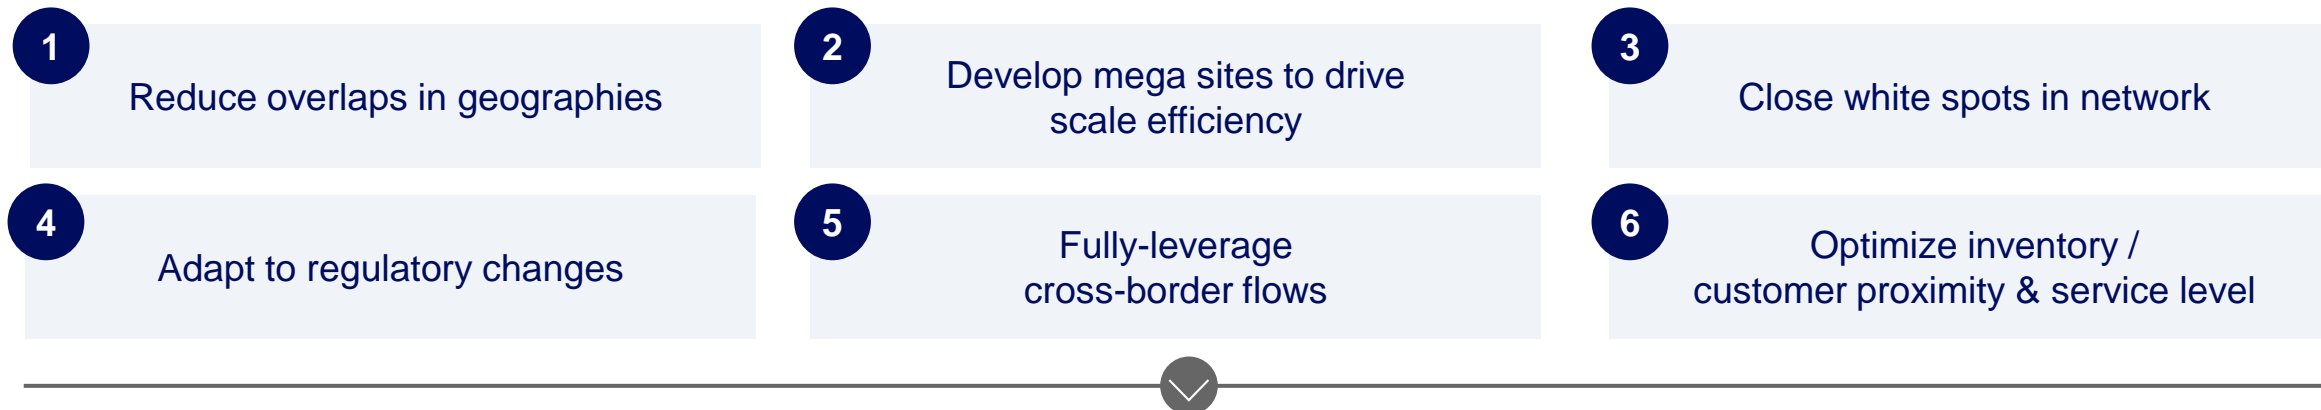 1
Reduce overlaps in geographies
2
Develop mega sites to drive
scale efficiency
3
Close white spots in network
4
Adapt to regulatory changes
5
Fully-leverage
cross-border flows
6
Optimize inventory /
customer proximity & service level